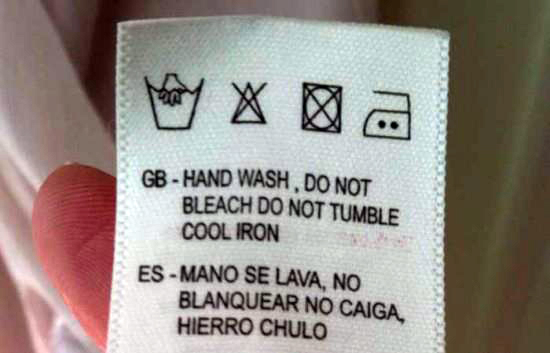 GB - HAND WASH , DO NOT
BLEACH DO NOT TUMBLE
COOL IRON
ES - MANO SE LAVA, NO
BLANQUEAR NO CAIGA,
HIERRO CHULO